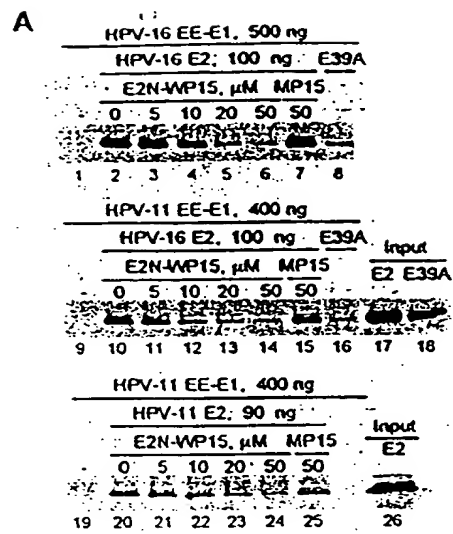 A
HPV-16 EE-E1, 500 ng
HPV-16 E2; 100 ng E39A
E2N-WP15, µM MP15
0 5 10 20 50 50
1 2 3 4 5 6 7 8
HPV-11 EE-E1, 400 ng
HPV-16 E2, 100 ng E39A Input
E2N-WP15, µM MP15 E2 E39A
0 5 10 20 50 50
9 10 11 12 13 14 15 16 17 18
HPV-11 EE-E1, 400 ng
HPV-11 E2; 90 ng Input
E2N-WP15, µM MP15 E2
0 5 10 20 50 50
19 20 21 22 23 24 25 26